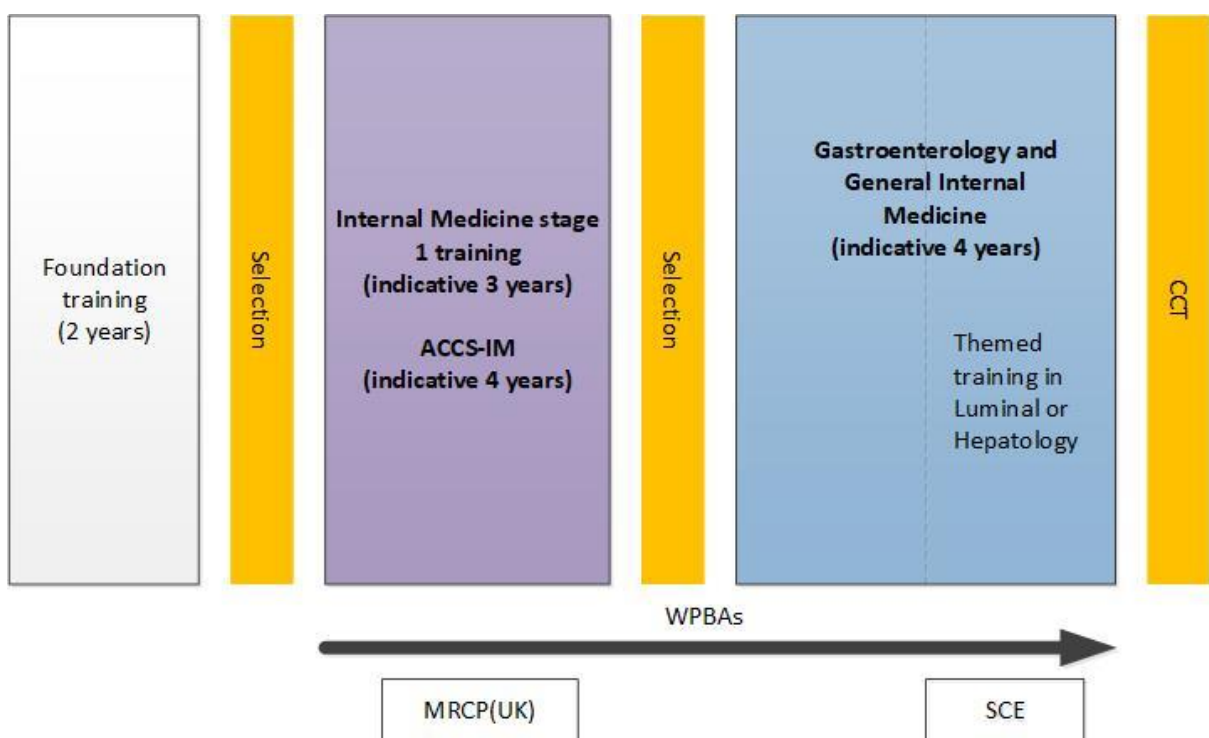 Foundation
training
(2 years)
Selection
Internal Medicine stage
1 training
(indicative 3 years)
ACCS-IM
(indicative 4 years)
Selection
Gastroenterology and
General Internal
Medicine
(indicative 4 years)
Themed
training in
Luminal or
Hepatology
CCT
WPBAs
MRCP(UK)
SCE